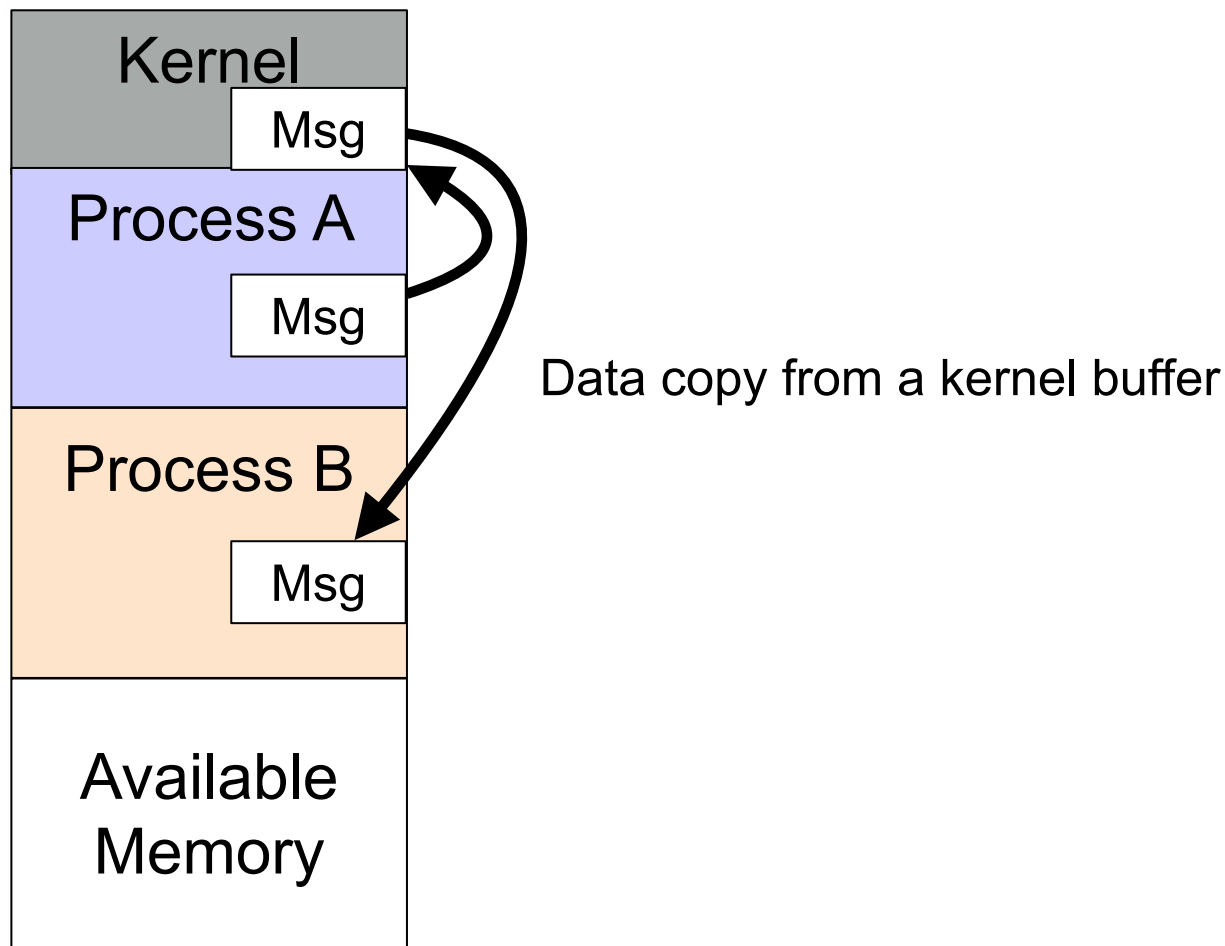 Kernel
Msg
Process A
Msg
Data copy from a kernel buffer
Process B
Msg
Available
Memory